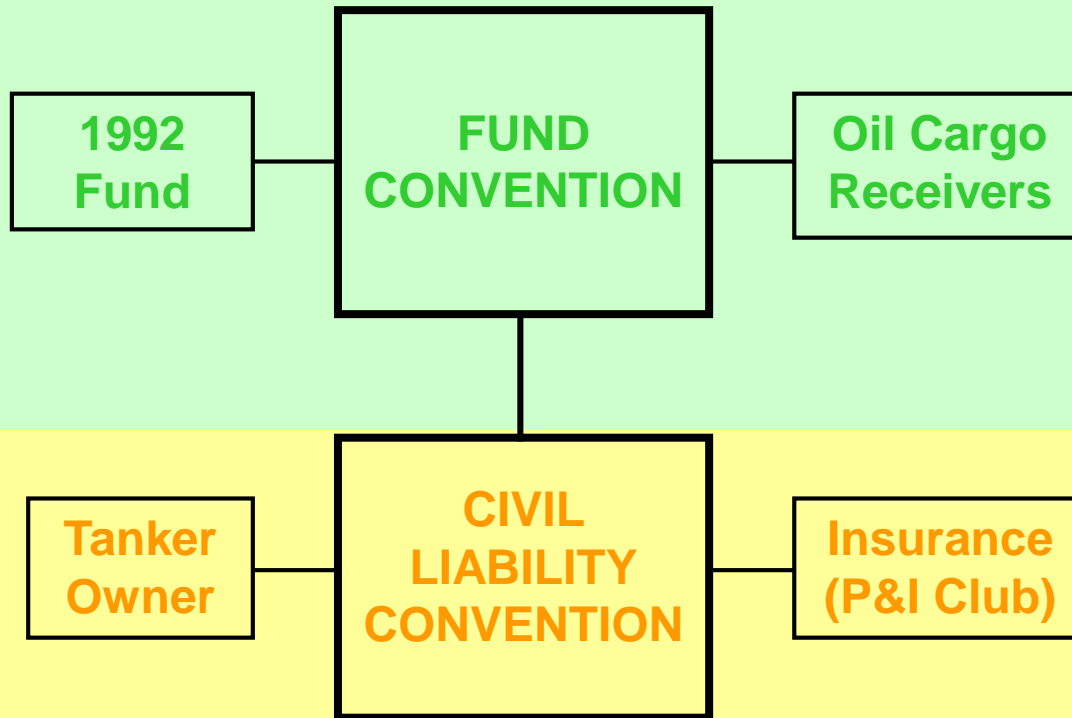 1992
Fund
FUND
CONVENTION
Oil Cargo
Receivers
Tanker
Owner
CIVIL
LIABILITY
CONVENTION
Insurance
(P&I Club)